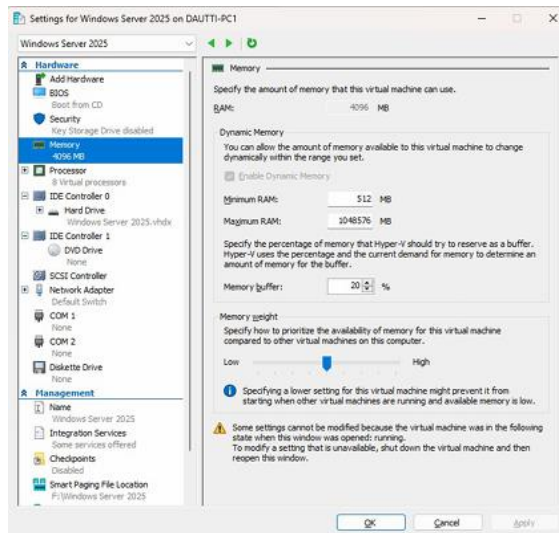 Settings for Windows Server 2025 on DAUTTI-PC1
Windows Server 2025
Hardware
Add Hardware
BIOS
Boot from CD
Security
Key Storage Drive disabled
Memory
4096 MB
Processor
8 Virtual processors
IDE Controller 0
Hard Drive
Windows Server 2025.vhdx
IDE Controller 1
DVD Drive
None
SCSI Controller
Network Adapter
Default Switch
COM 1
None
COM 2
None
Diskette Drive
None
Management
Name
Windows Server 2025
Integration Services
Some services offered
Checkpoints
Disabled
Smart Paging File Location
F:\Windows Server 2025
Memory
Specify the amount of memory that this virtual machine can use.
RAM: 4096 MB
Dynamic Memory
You can allow the amount of memory available to this virtual machine to change
dynamically within the range you set.
Enable Dynamic Memory
Minimum RAM: 512 MB
Maximum RAM: 1048576 MB
Specify the percentage of memory that Hyper-V should try to reserve as a buffer.
Hyper-V uses the percentage and the current demand for memory to determine an
amount of memory for the buffer.
Memory buffer: 20 %
Memory weight
Specify how to prioritize the availability of memory for this virtual machine
compared to other virtual machines on this computer.
Low High
Specifying a lower setting for this virtual machine might prevent it from
starting when other virtual machines are running and available memory is low.
Some settings cannot be modified because the virtual machine was in the following
state when this window was opened: running.
To modify a setting that is unavailable, shut down the virtual machine and then
reopen this window.
OK Cancel Apply